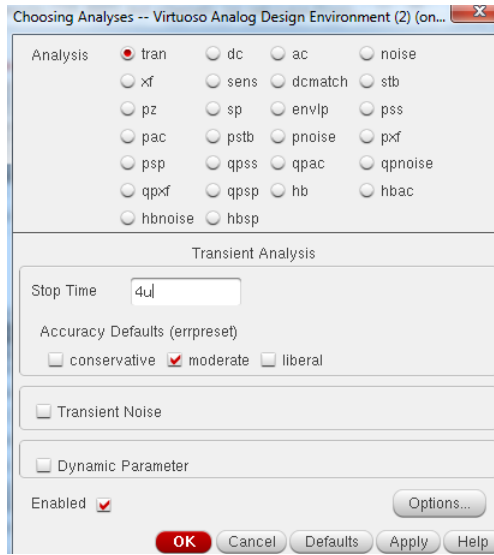 Choosing Analyses -- Virtuoso Analog Design Environment (2) (on...
Analysis tran dc ac noise
xf sens dcmatch stb
pz sp envlp pss
pac pstb pnoise pxf
psp qpss qpac qpnoise
qpxf qpsp hb hbac
hbnoise hbsp
Transient Analysis
Stop Time 4u
Accuracy Defaults (errpreset)
conservative moderate liberal
Transient Noise
Dynamic Parameter
Enabled Options...
OK Cancel Defaults Apply Help